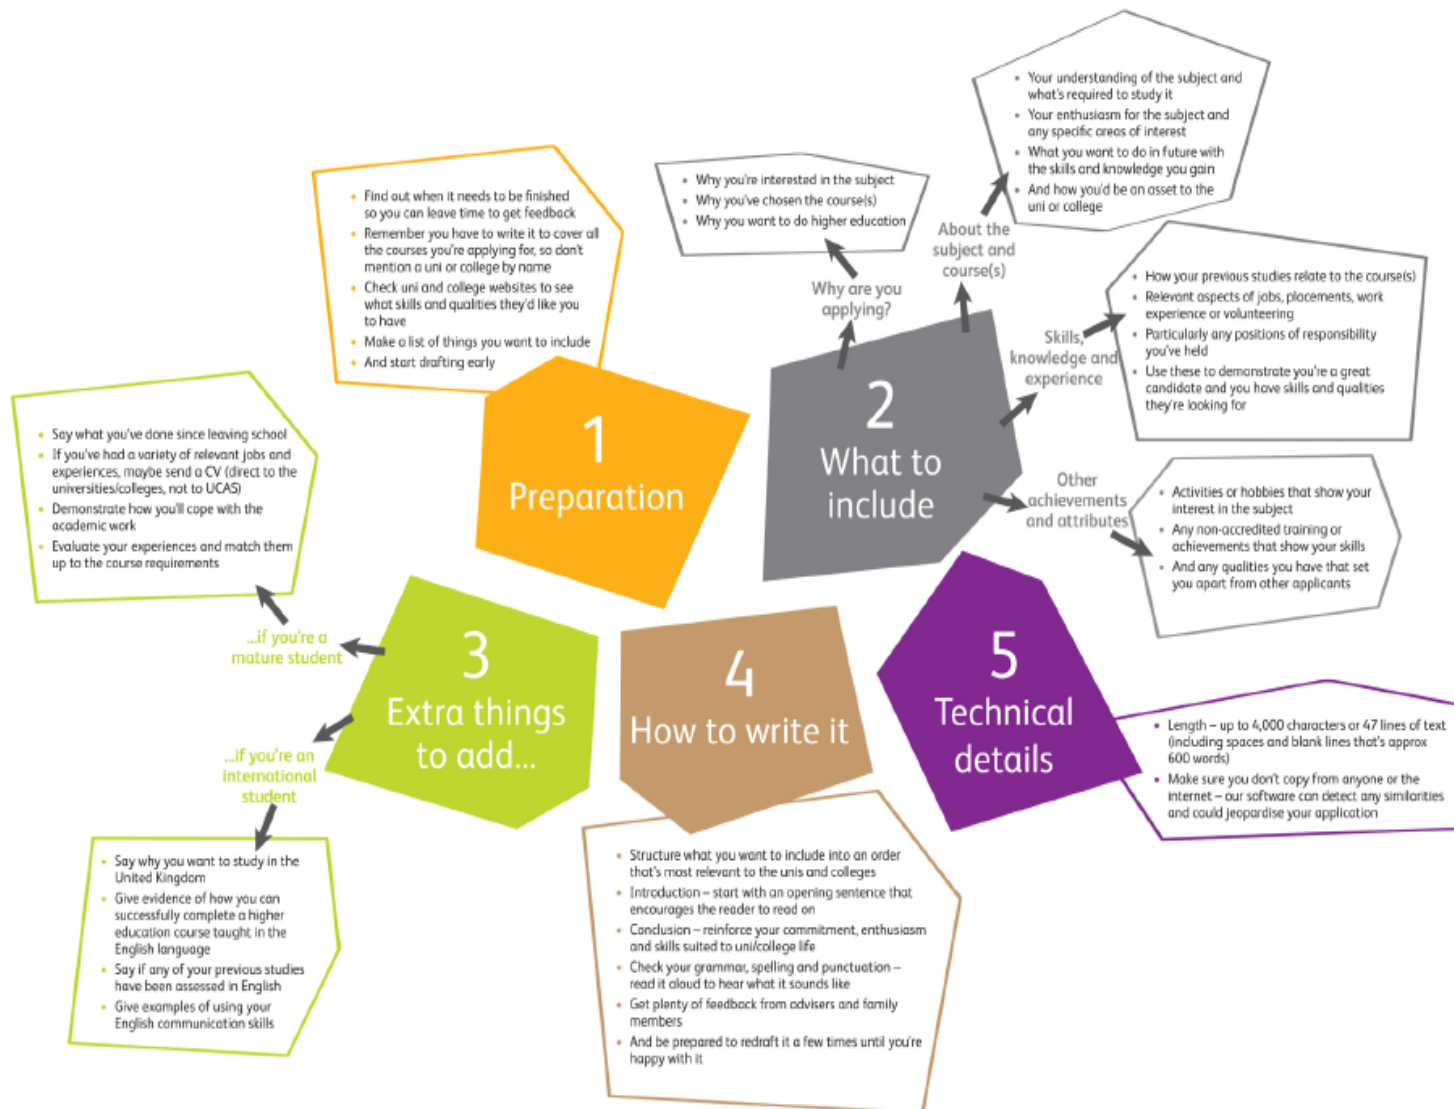 1
Preparation
• Find out when it needs to be finished
so you can leave time to get feedback
• Remember you have to write it to cover all
the courses you're applying for, so don't
mention a uni or college by name
• Check uni and college websites to see
what skills and qualities they'd like you
to have
• Make a list of things you want to include
• And start drafting early
2
What to
include
Why are you
applying?
• Why you're interested in the subject
• Why you've chosen the course(s)
• Why you want to do higher education
About the
subject and
course(s)
• Your understanding of the subject and
what's required to study it
• Your enthusiasm for the subject and
any specific areas of interest
• What you want to do in future with
the skills and knowledge you gain
• And how you'd be an asset to the
uni or college
Skills,
knowledge and
experience
• How your previous studies relate to the course(s)
• Relevant aspects of jobs, placements, work
experience or volunteering
• Particularly any positions of responsibility
you've held
• Use these to demonstrate you're a great
candidate and you have skills and qualities
they're looking for
Other
achievements
and attributes
• Activities or hobbies that show your
interest in the subject
• Any non-accredited training or
achievements that show your skills
• And any qualities you have that set
you apart from other applicants
3
Extra things
to add...
...if you're a
mature student
• Say what you've done since leaving school
• If you've had a variety of relevant jobs and
experiences, maybe send a CV (direct to the
universities/colleges, not to UCAS)
• Demonstrate how you'll cope with the
academic work
• Evaluate your experiences and match them
up to the course requirements
...if you're an
international
student
• Say why you want to study in the
United Kingdom
• Give evidence of how you can
successfully complete a higher
education course taught in the
English language
• Say if any of your previous studies
have been assessed in English
• Give examples of using your
English communication skills
4
How to write it
• Structure what you want to include into an order
that's most relevant to the unis and colleges
• Introduction – start with an opening sentence that
encourages the reader to read on
• Conclusion – reinforce your commitment, enthusiasm
and skills suited to uni/college life
• Check your grammar, spelling and punctuation –
read it aloud to hear what it sounds like
• Get plenty of feedback from advisers and family
members
• And be prepared to redraft it a few times until you're
happy with it
5
Technical
details
• Length – up to 4,000 characters or 47 lines of text
(including spaces and blank lines that's approx
600 words)
• Make sure you don't copy from anyone or the
internet – our software can detect any similarities
and could jeopardise your application